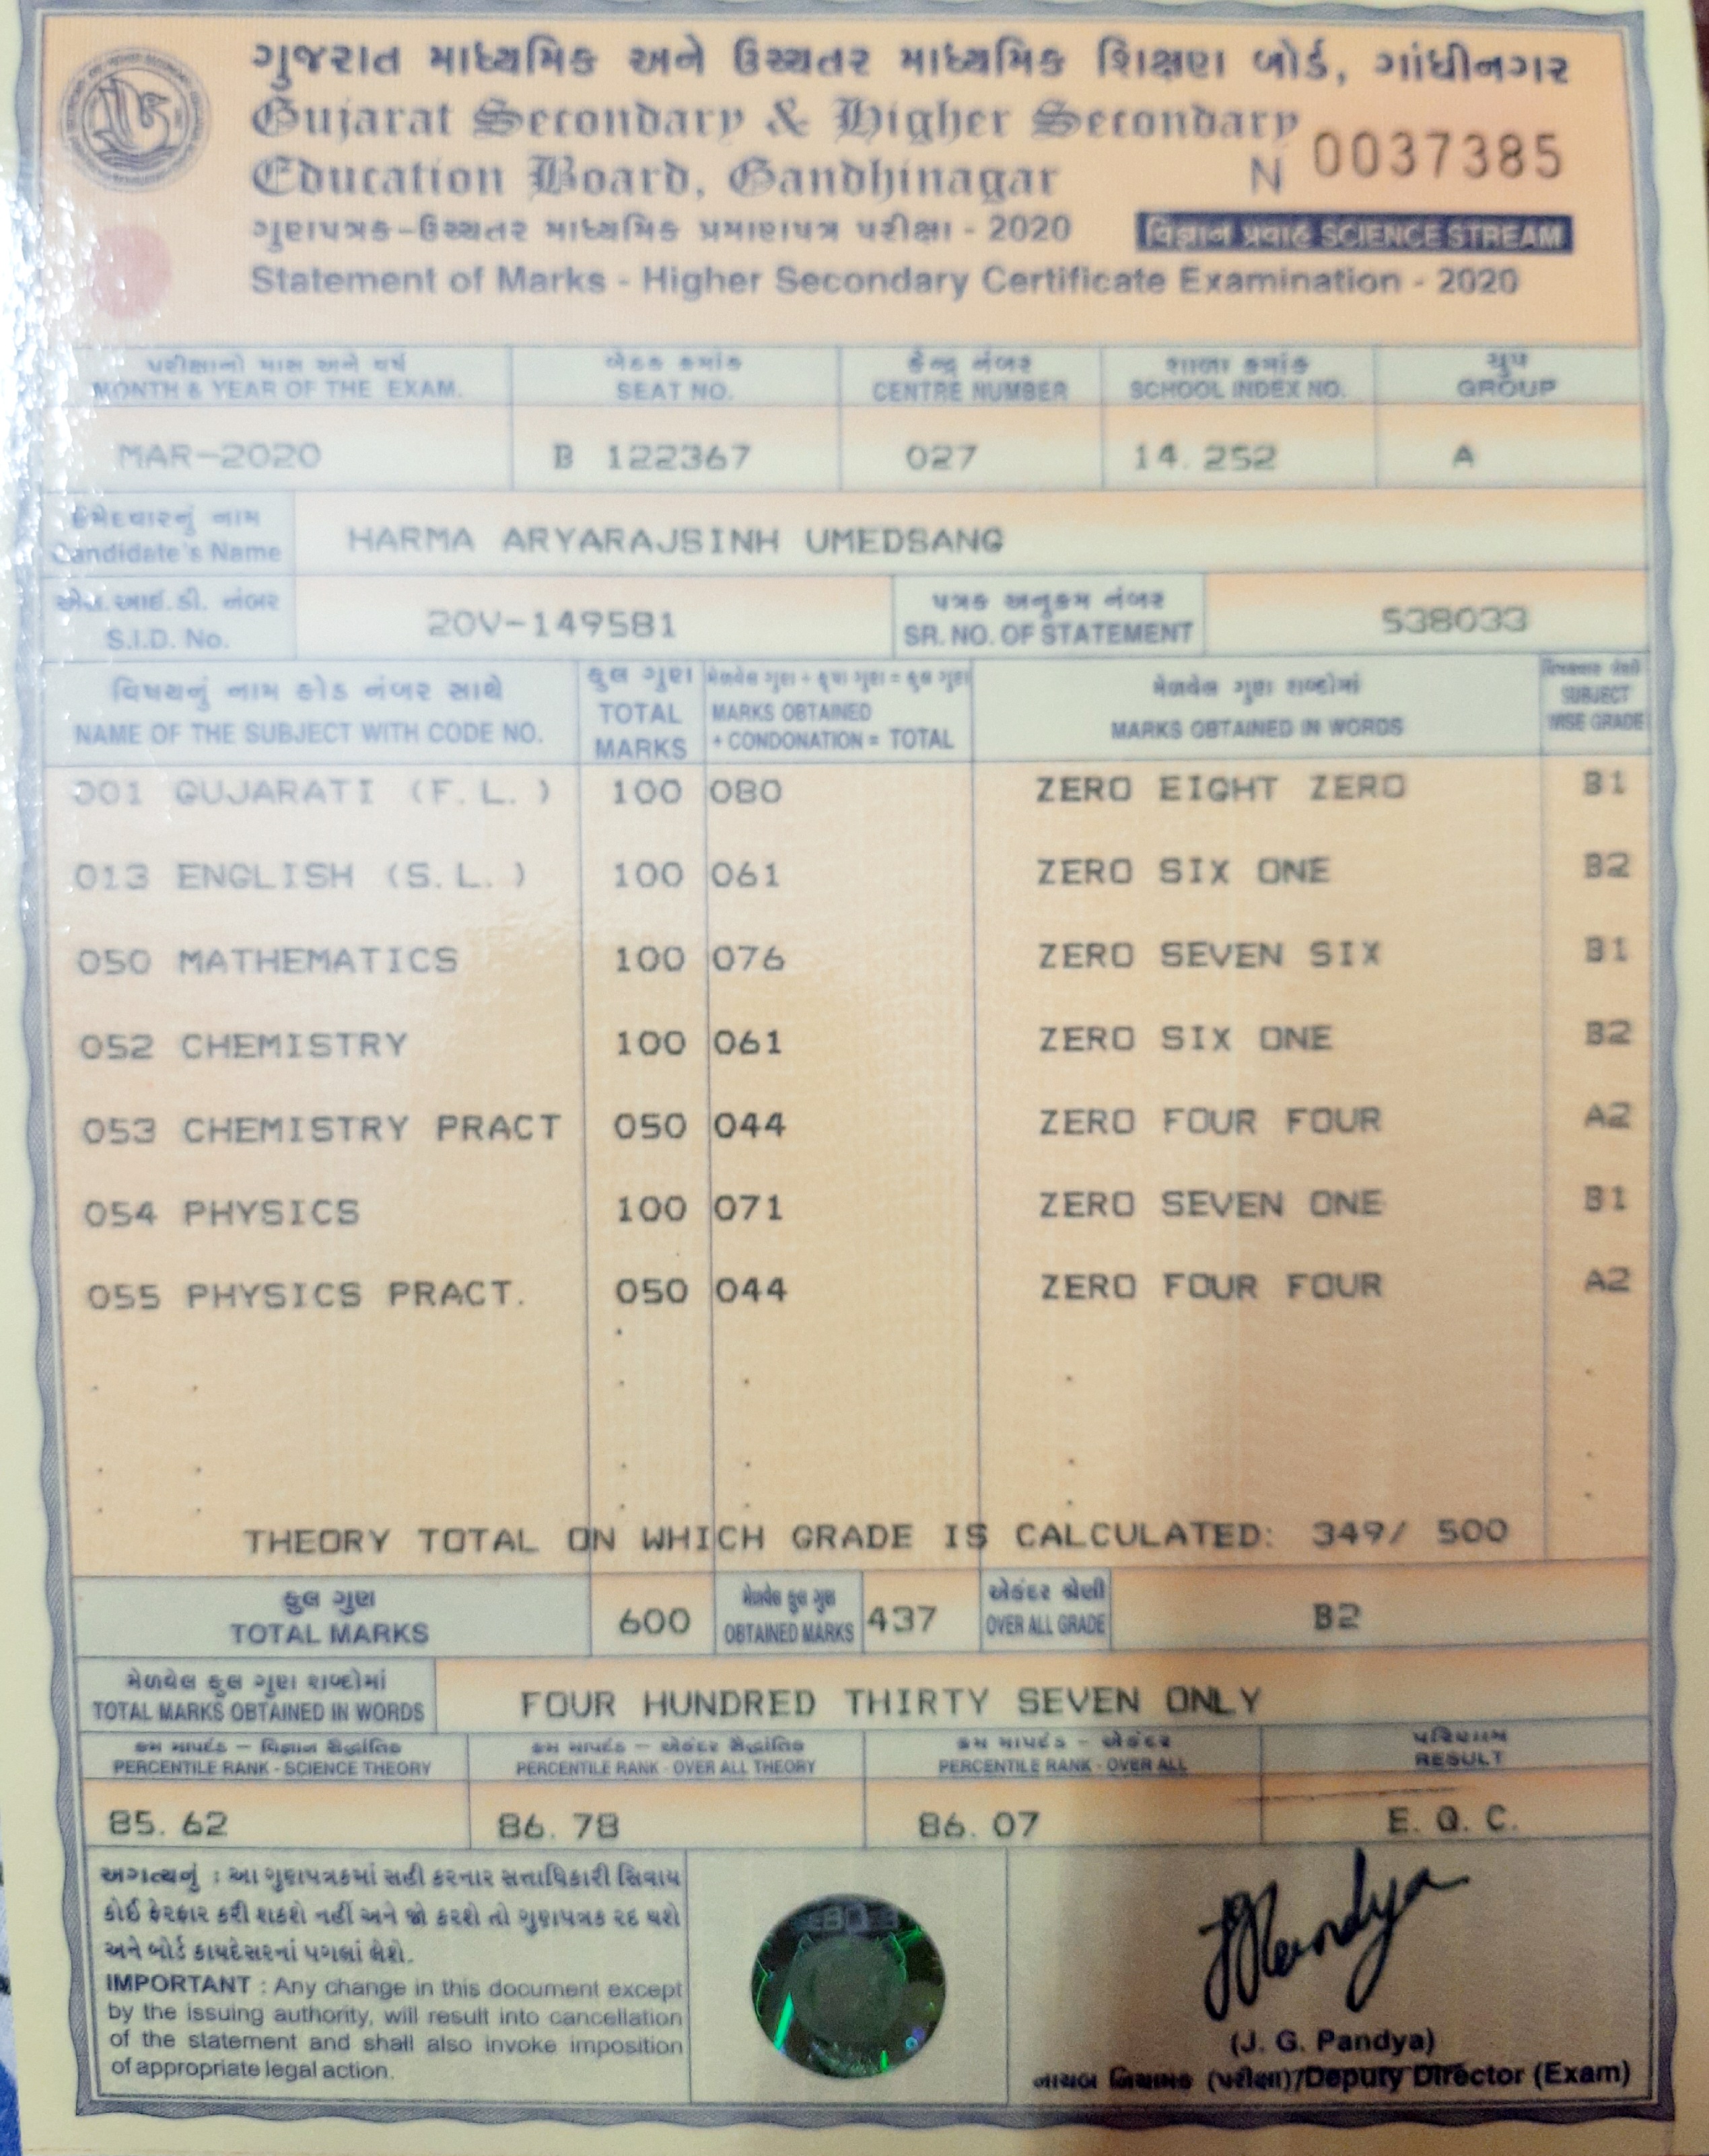 ગુજરાત માધ્યમિક અને ઉચ્ચતર માધ્યમિક શિક્ષણ બોર્ડ, ગાંધીનગર
Gujarat Secondary & Higher Secondary
Education Board, Gandhinagar
N 0037385
ગુણપત્રક-ઉચ્ચતર માધ્યમિક પ્રમાણપત્ર પરીક્ષા - 2020
વિજ્ઞાન પ્રવાહ SCIENCE STREAM
Statement of Marks - Higher Secondary Certificate Examination - 2020
પરીક્ષાનો માસ અને વર્ષ બેઠક ક્રમાંક કેન્દ્ર નંબર શાળા ક્રમાંક ગ્રુપ
MONTH & YEAR OF THE EXAM. SEAT NO. CENTRE NUMBER SCHOOL INDEX NO. GROUP
MAR-2020 B 122367 027 14.252 A
ઉમેદવારનું નામ
Candidate's Name HARMA ARYARAJSINH UMEDSANG
એસ.આઇ.ડી. નંબર પત્રક અનુક્રમ નંબર
S.I.D. No. 20V-149581 SR. NO. OF STATEMENT 538033
વિષયનું નામ કોડ નંબર સાથે કુલ ગુણ મેળવેલ ગુણ + કૃપા ગુણ = કુલ ગુણ મેળવેલ ગુણ શબ્દોમાં
NAME OF THE SUBJECT WITH CODE NO. TOTAL MARKS MARKS OBTAINED + CONDONATION = TOTAL MARKS OBTAINED IN WORDS SUBJECT WISE GRADE
001 GUJARATI (F.L.) 100 080 ZERO EIGHT ZERO B1
013 ENGLISH (S.L.) 100 061 ZERO SIX ONE B2
050 MATHEMATICS 100 076 ZERO SEVEN SIX B1
052 CHEMISTRY 100 061 ZERO SIX ONE B2
053 CHEMISTRY PRACT 050 044 ZERO FOUR FOUR A2
054 PHYSICS 100 071 ZERO SEVEN ONE B1
055 PHYSICS PRACT. 050 044 ZERO FOUR FOUR A2
THEORY TOTAL ON WHICH GRADE IS CALCULATED: 349/ 500
કુલ ગુણ મેળવેલ કુલ ગુણ એકંદર શ્રેણી
TOTAL MARKS 600 OBTAINED MARKS 437 OVER ALL GRADE B2
મેળવેલ કુલ ગુણ શબ્દોમાં
TOTAL MARKS OBTAINED IN WORDS FOUR HUNDRED THIRTY SEVEN ONLY
ક્રમ માપદંડ - વિજ્ઞાન સૈદ્ધાંતિક ક્રમ માપદંડ - એકંદર સૈદ્ધાંતિક ક્રમ માપદંડ - એકંદર પરિણામ
PERCENTILE RANK - SCIENCE THEORY PERCENTILE RANK - OVER ALL THEORY PERCENTILE RANK - OVER ALL RESULT
85.62 86.78 86.07 E.Q.C.
અગત્યનું : આ ગુણપત્રકમાં સહી કરનાર સત્તાધિકારી સિવાય
કોઈ ફેરફાર કરી શકશે નહીં અને જો કરશે તો ગુણપત્રક રદ થશે
અને બોર્ડ કાયદેસરનાં પગલાં લેશે.
IMPORTANT : Any change in this document except
by the issuing authority, will result into cancellation
of the statement and shall also invoke imposition
of appropriate legal action.
JGPandya
(J. G. Pandya)
નાયબ નિયામક (પરીક્ષા)/Deputy Director (Exam)